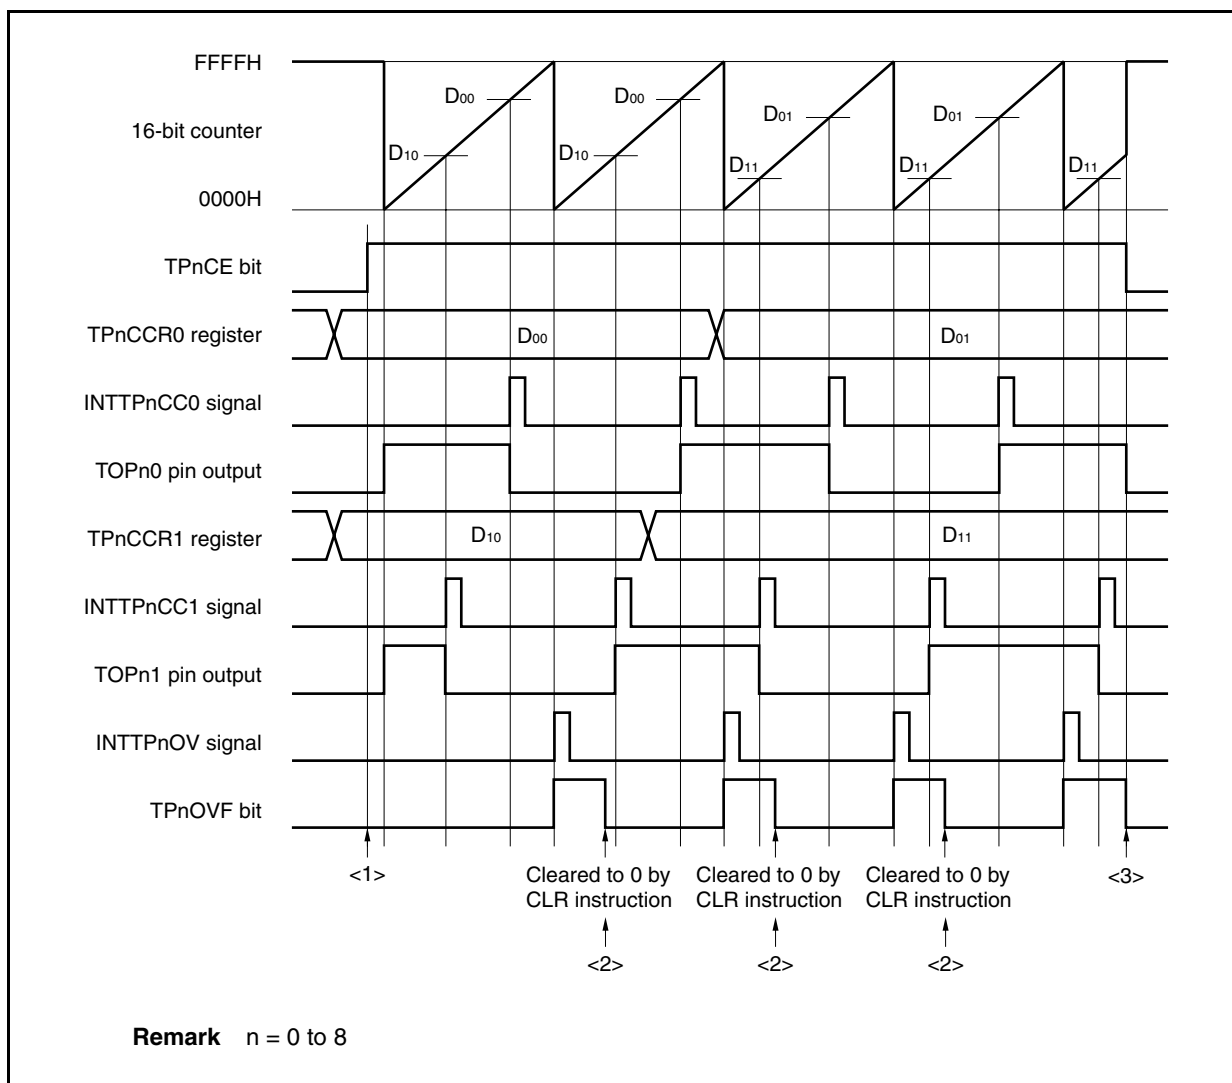 FFFFH
16-bit counter
0000H
D00
D10
D00
D10
D01
D11
D01
D11
D11
TPnCE bit
TPnCCR0 register
D00
D01
INTTPnCC0 signal
TOPn0 pin output
TPnCCR1 register
D10
D11
INTTPnCC1 signal
TOPn1 pin output
INTTPnOV signal
TPnOVF bit
<1>
Cleared to 0 by
CLR instruction
<2>
Cleared to 0 by
CLR instruction
<2>
Cleared to 0 by
CLR instruction
<2>
<3>
Remark n = 0 to 8